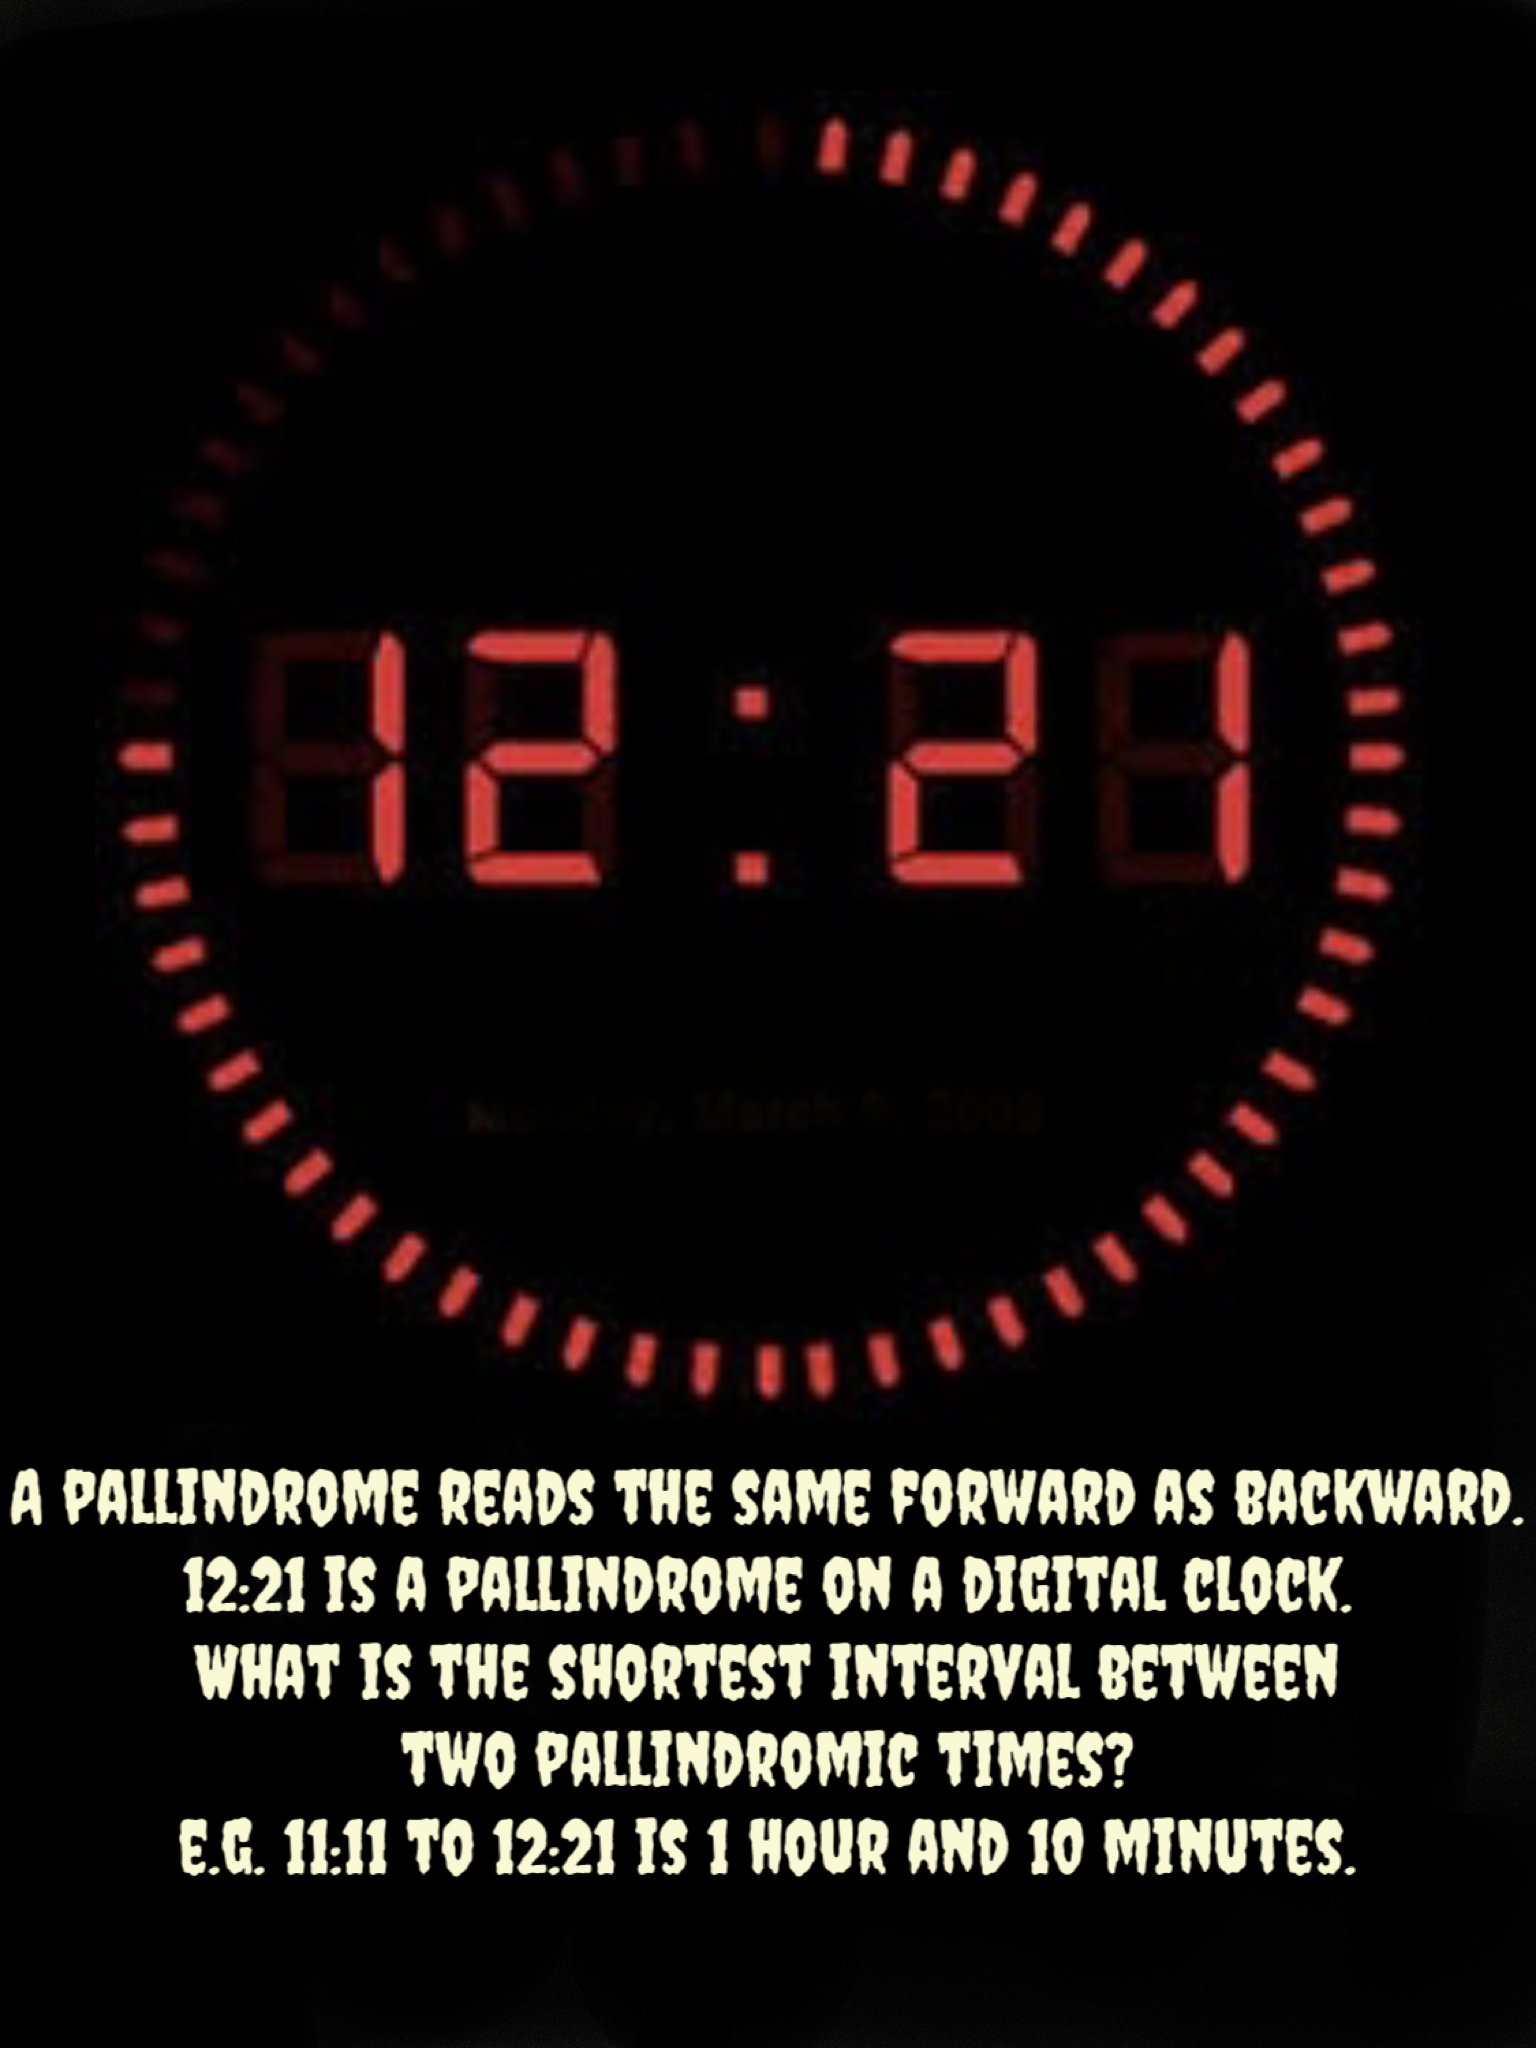 12:21
A PALLINDROME READS THE SAME FORWARD AS BACKWARD.
12:21 IS A PALLINDROME ON A DIGITAL CLOCK.
WHAT IS THE SHORTEST INTERVAL BETWEEN
TWO PALLINDROMIC TIMES?
E.G. 11:11 TO 12:21 IS 1 HOUR AND 10 MINUTES.